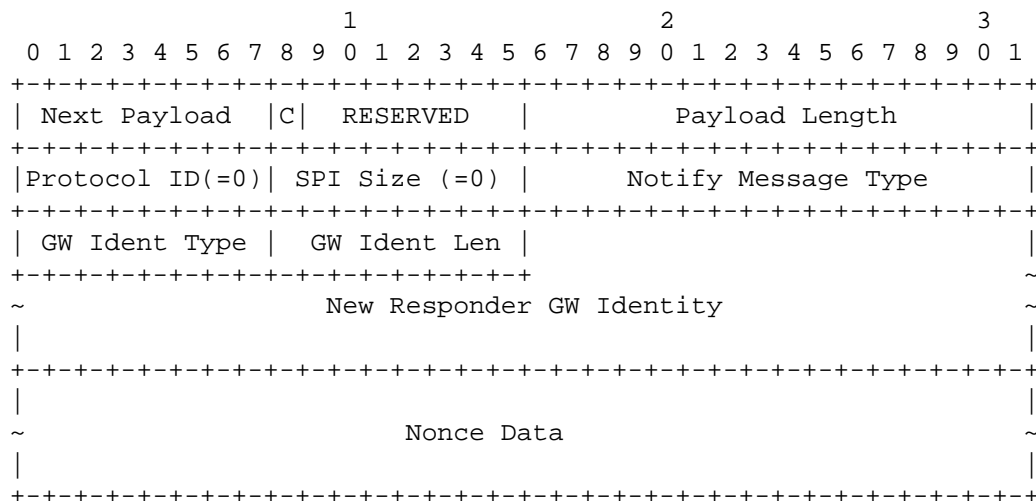 1                   2                   3
 0 1 2 3 4 5 6 7 8 9 0 1 2 3 4 5 6 7 8 9 0 1 2 3 4 5 6 7 8 9 0 1
+-+-+-+-+-+-+-+-+-+-+-+-+-+-+-+-+-+-+-+-+-+-+-+-+-+-+-+-+-+-+-+-+
| Next Payload  |C|  RESERVED   |         Payload Length        |
+-+-+-+-+-+-+-+-+-+-+-+-+-+-+-+-+-+-+-+-+-+-+-+-+-+-+-+-+-+-+-+-+
|Protocol ID(=0)| SPI Size (=0) |      Notify Message Type      |
+-+-+-+-+-+-+-+-+-+-+-+-+-+-+-+-+-+-+-+-+-+-+-+-+-+-+-+-+-+-+-+-+
| GW Ident Type |  GW Ident Len |                               |
+-+-+-+-+-+-+-+-+-+-+-+-+-+-+-+-+                               ~
~                   New Responder GW Identity                   ~
|                                                               |
+-+-+-+-+-+-+-+-+-+-+-+-+-+-+-+-+-+-+-+-+-+-+-+-+-+-+-+-+-+-+-+-+
|                                                               |
~                        Nonce Data                             ~
|                                                               |
+-+-+-+-+-+-+-+-+-+-+-+-+-+-+-+-+-+-+-+-+-+-+-+-+-+-+-+-+-+-+-+-+